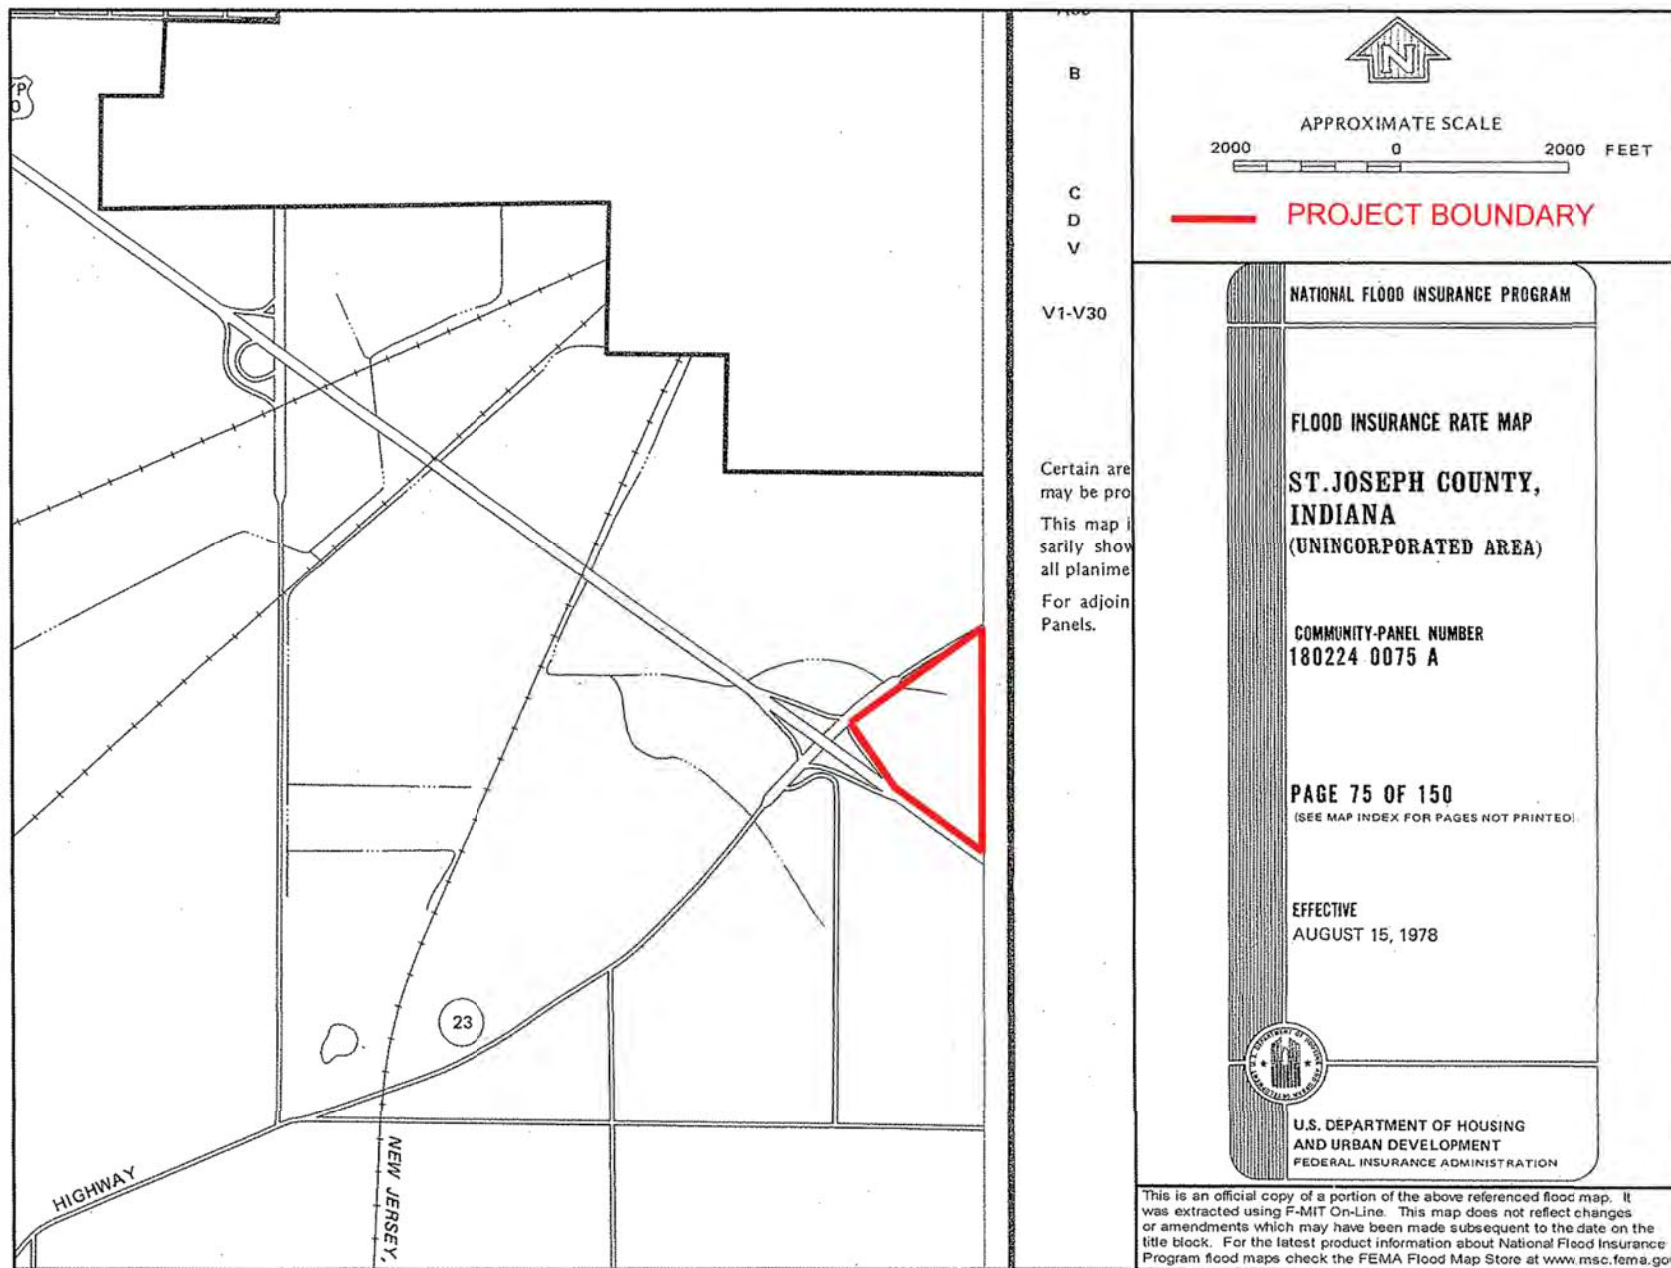 B
C
D
V
V1-V30
Certain are
may be pro
This map i
sarily show
all planime
For adjoin
Panels.
23
HIGHWAY
NEW JERSEY,
N
APPROXIMATE SCALE
2000 0 2000 FEET
PROJECT BOUNDARY
NATIONAL FLOOD INSURANCE PROGRAM
FLOOD INSURANCE RATE MAP
ST.JOSEPH COUNTY,
INDIANA
(UNINCORPORATED AREA)
COMMUNITY-PANEL NUMBER
180224 0075 A
PAGE 75 OF 150
(SEE MAP INDEX FOR PAGES NOT PRINTED)
EFFECTIVE
AUGUST 15, 1978
U.S. DEPARTMENT OF HOUSING
AND URBAN DEVELOPMENT
FEDERAL INSURANCE ADMINISTRATION
This is an official copy of a portion of the above referenced flood map. It
was extracted using F-MIT On-Line. This map does not reflect changes
or amendments which may have been made subsequent to the date on the
title block. For the latest product information about National Flood Insurance
Program flood maps check the FEMA Flood Map Store at www.msc.fema.go